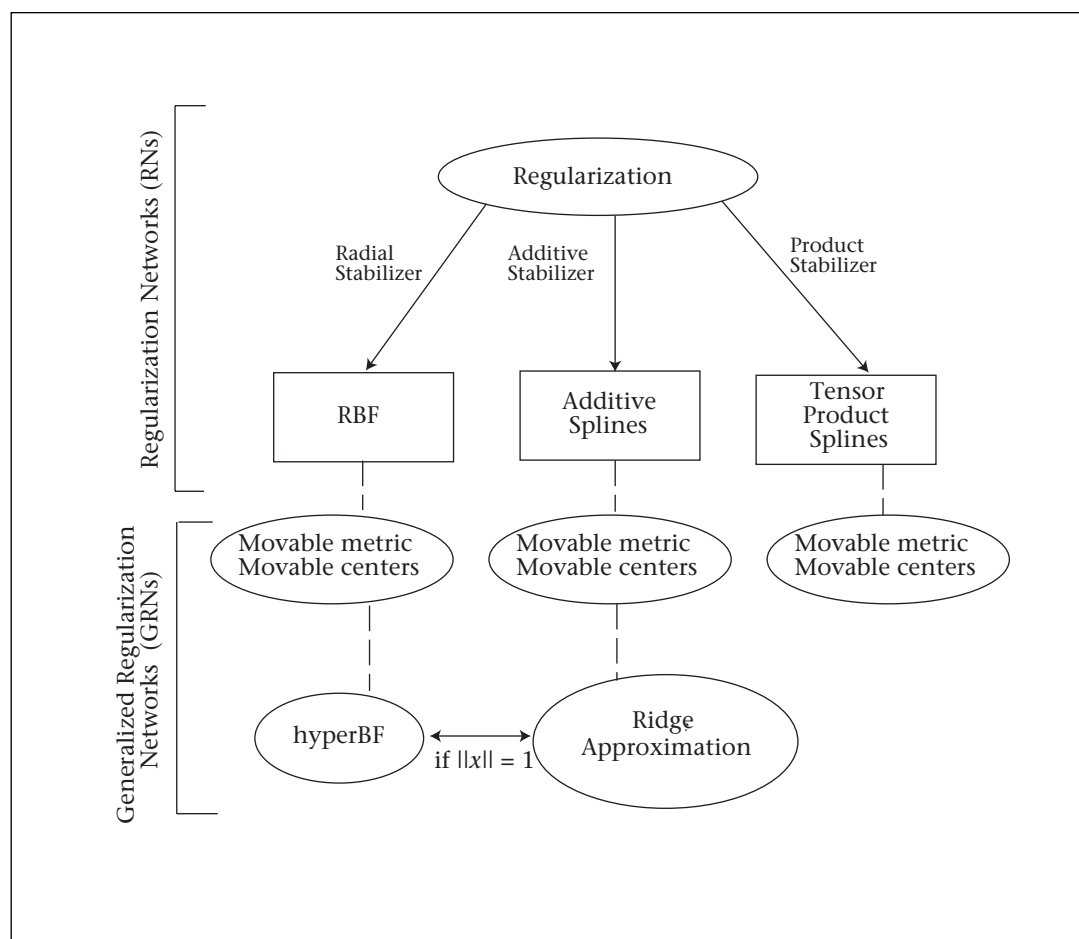 Regularization Networks (RNs)
Regularization
Radial
Stabilizer
Additive
Stabilizer
Product
Stabilizer
RBF
Additive
Splines
Tensor
Product
Splines
Generalized Regularization
Networks (GRNs)
Movable metric
Movable centers
Movable metric
Movable centers
Movable metric
Movable centers
hyperBF
if ||x|| = 1
Ridge
Approximation